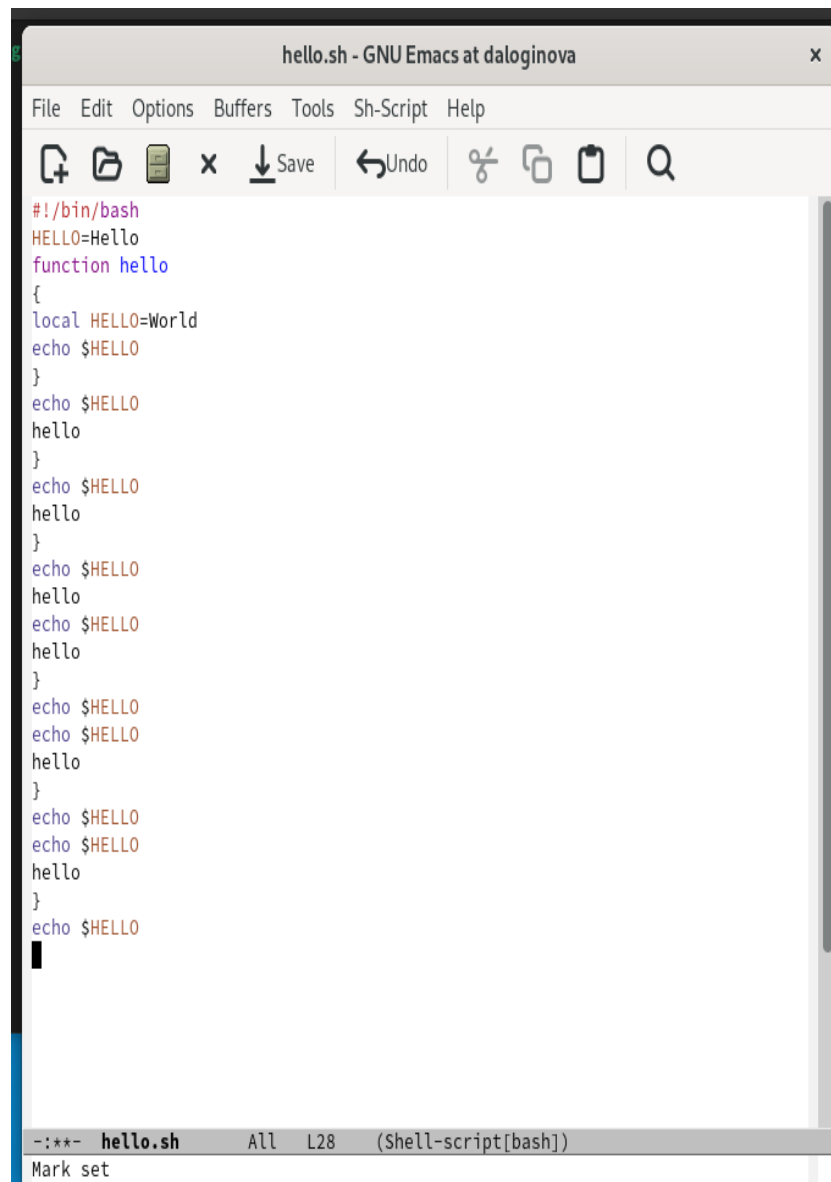 g
hello.sh - GNU Emacs at daloginova x
File Edit Options Buffers Tools Sh-Script Help
Save Undo
#!/bin/bash
HELLO=Hello
function hello
{
local HELLO=World
echo $HELLO
}
echo $HELLO
hello
}
echo $HELLO
hello
}
echo $HELLO
hello
echo $HELLO
hello
}
echo $HELLO
echo $HELLO
hello
}
echo $HELLO
echo $HELLO
hello
}
echo $HELLO
-:**- hello.sh All L28 (Shell-script[bash])
Mark set